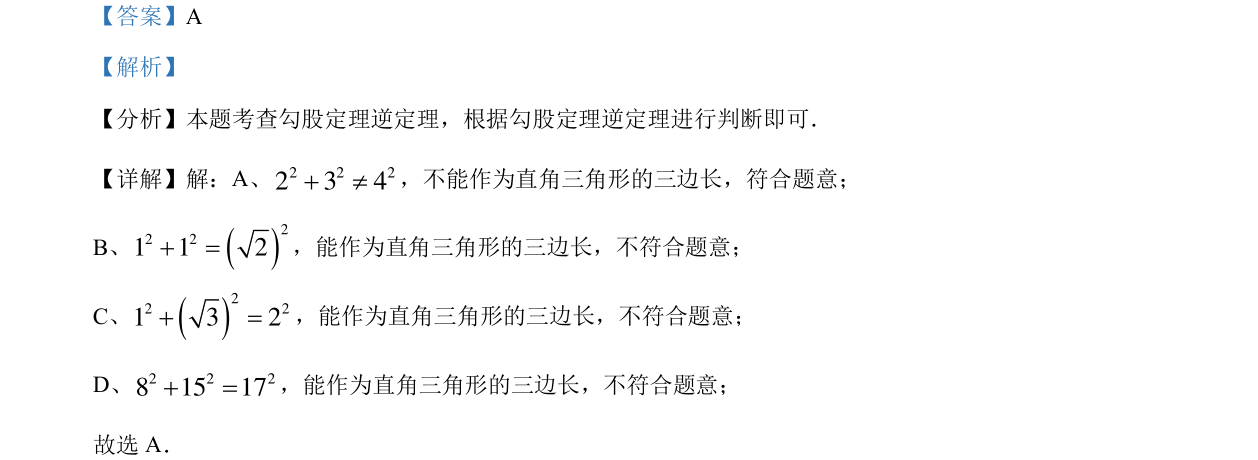 【答案】A
【解析】
【分析】本题考查勾股定理逆定理，根据勾股定理逆定理进行判断即可．
【详解】解：A、2² + 3² ≠ 4²，不能作为直角三角形的三边长，符合题意；
B、1² + 1² = (√2)²，能作为直角三角形的三边长，不符合题意；
C、1² + (√3)² = 2²，能作为直角三角形的三边长，不符合题意；
D、8² + 15² = 17²，能作为直角三角形的三边长，不符合题意；
故选 A．